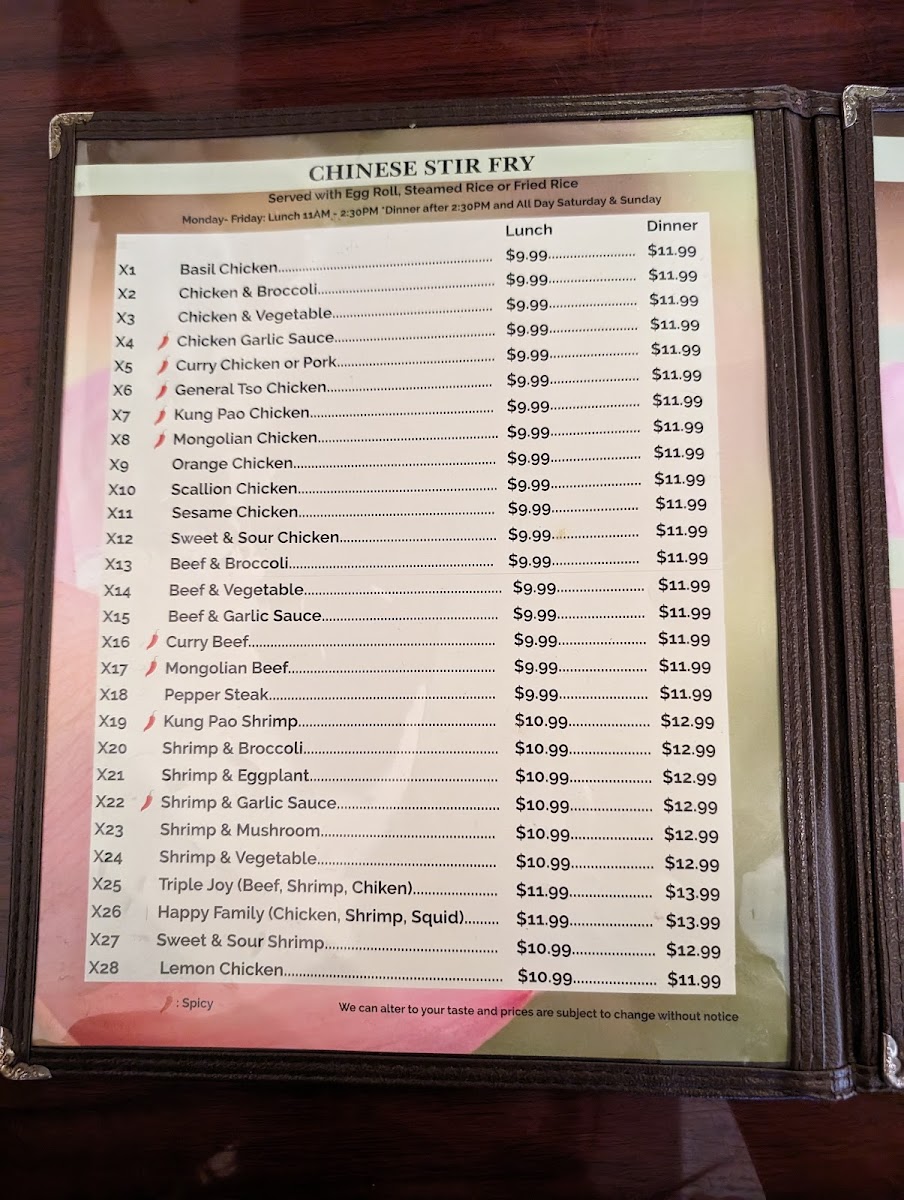 CHINESE STIR FRY
Served with Egg Roll, Steamed Rice or Fried Rice
Monday- Friday: Lunch 11AM - 2:30PM *Dinner after 2:30PM and All Day Saturday & Sunday
Lunch Dinner
X1 Basil Chicken $9.99 $11.99
X2 Chicken & Broccoli $9.99 $11.99
X3 Chicken & Vegetable $9.99 $11.99
X4 Chicken Garlic Sauce $9.99 $11.99
X5 Curry Chicken or Pork $9.99 $11.99
X6 General Tso Chicken $9.99 $11.99
X7 Kung Pao Chicken $9.99 $11.99
X8 Mongolian Chicken $9.99 $11.99
X9 Orange Chicken $9.99 $11.99
X10 Scallion Chicken $9.99 $11.99
X11 Sesame Chicken $9.99 $11.99
X12 Sweet & Sour Chicken $9.99 $11.99
X13 Beef & Broccoli $9.99 $11.99
X14 Beef & Vegetable $9.99 $11.99
X15 Beef & Garlic Sauce $9.99 $11.99
X16 Curry Beef $9.99 $11.99
X17 Mongolian Beef $9.99 $11.99
X18 Pepper Steak $9.99 $11.99
X19 Kung Pao Shrimp $10.99 $12.99
X20 Shrimp & Broccoli $10.99 $12.99
X21 Shrimp & Eggplant $10.99 $12.99
X22 Shrimp & Garlic Sauce $10.99 $12.99
X23 Shrimp & Mushroom $10.99 $12.99
X24 Shrimp & Vegetable $10.99 $12.99
X25 Triple Joy (Beef, Shrimp, Chiken) $11.99 $13.99
X26 Happy Family (Chicken, Shrimp, Squid) $11.99 $13.99
X27 Sweet & Sour Shrimp $10.99 $12.99
X28 Lemon Chicken $10.99 $11.99
: Spicy
We can alter to your taste and prices are subject to change without notice